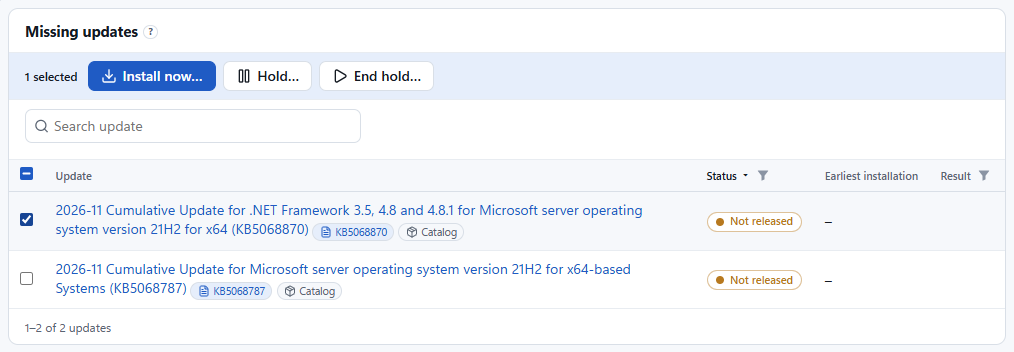 Missing updates ?
1 selected Install now... Hold... End hold...
Search update
Update Status Earliest installation Result
2026-11 Cumulative Update for .NET Framework 3.5, 4.8 and 4.8.1 for Microsoft server operating
system version 21H2 for x64 (KB5068870) KB5068870 Catalog
Not released –
2026-11 Cumulative Update for Microsoft server operating system version 21H2 for x64-based
Systems (KB5068787) KB5068787 Catalog
Not released –
1–2 of 2 updates